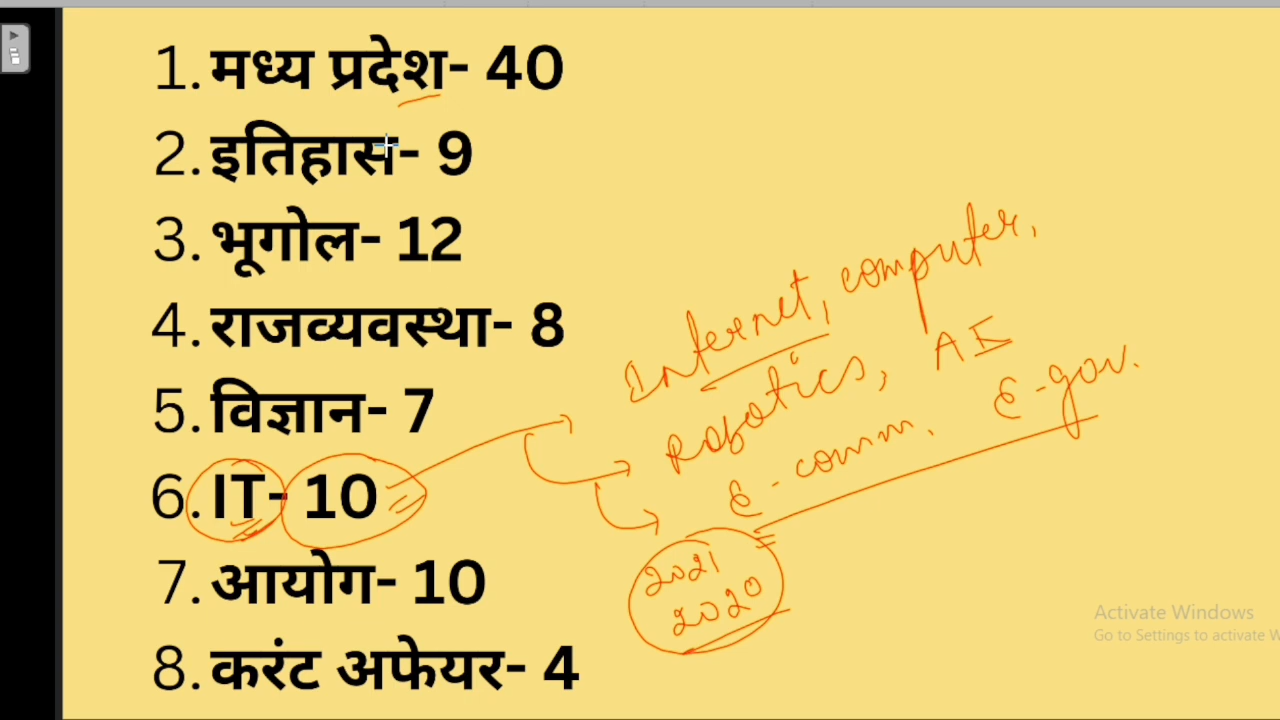 1. मध्य प्रदेश- 40
2. इतिहास- 9
3. भूगोल- 12
4. राजव्यवस्था- 8
5. विज्ञान- 7
6. IT- 10
7. आयोग- 10
8. करंट अफेयर- 4
Internet, computer,
Robotics, AI
E-comm. E-gov.
2021
2020
Activate Windows
Go to Settings to activate W